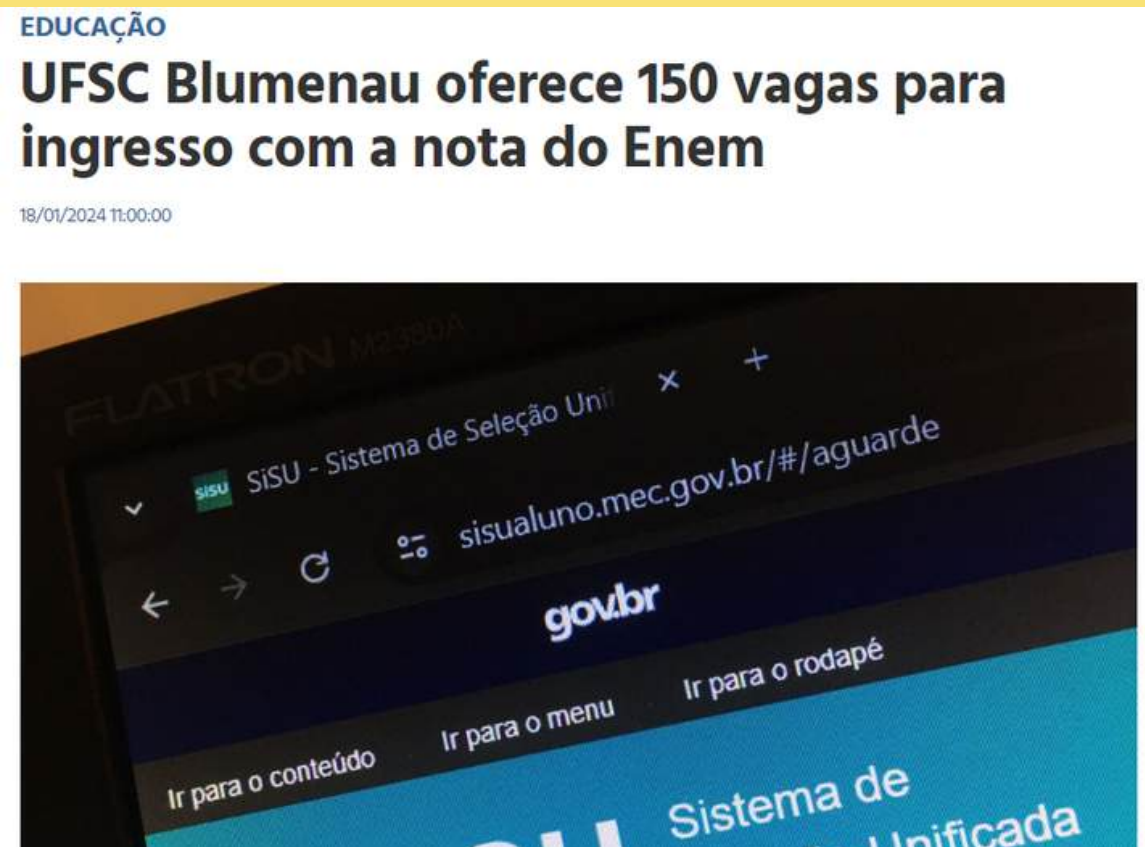 EDUCAÇÃO
UFSC Blumenau oferece 150 vagas para
ingresso com a nota do Enem
18/01/2024 11:00:00
FLATRON M2380A
sisu SiSU - Sistema de Seleção Uni
sisualuno.mec.gov.br/#/aguarde
gov.br
Ir para o conteúdo Ir para o menu Ir para o rodapé
Sistema de
Unificada